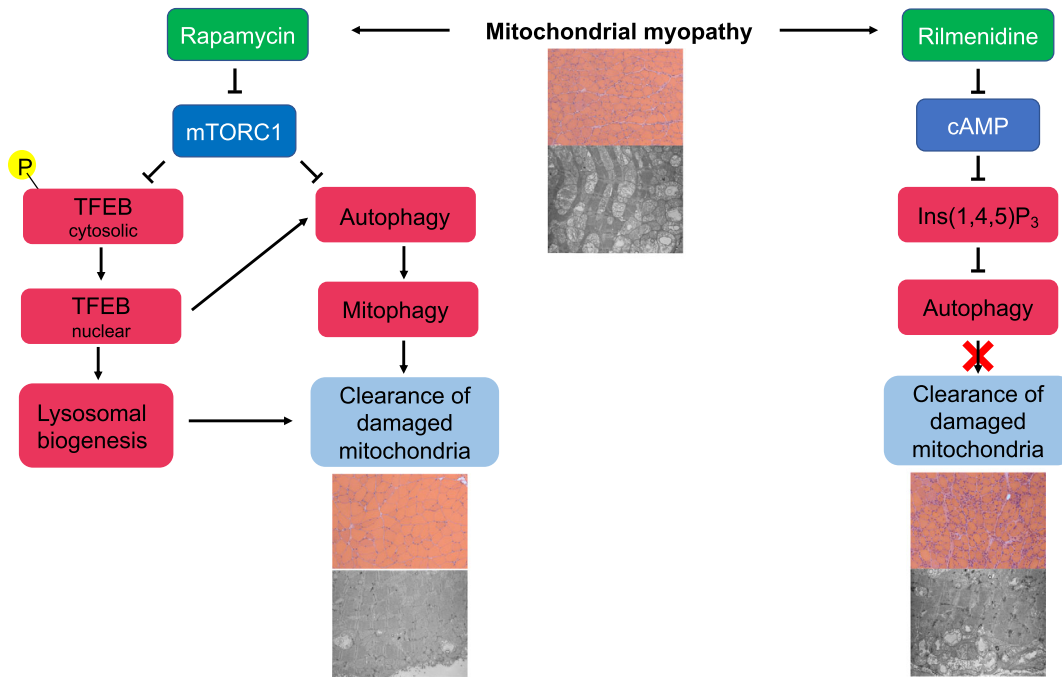 Mitochondrial myopathy
Rapamycin
mTORC1
P
TFEB
cytosolic
Autophagy
TFEB
nuclear
Mitophagy
Lysosomal
biogenesis
Clearance of
damaged
mitochondria
Rilmenidine
cAMP
Ins(1,4,5)P₃
Autophagy
Clearance of
damaged
mitochondria